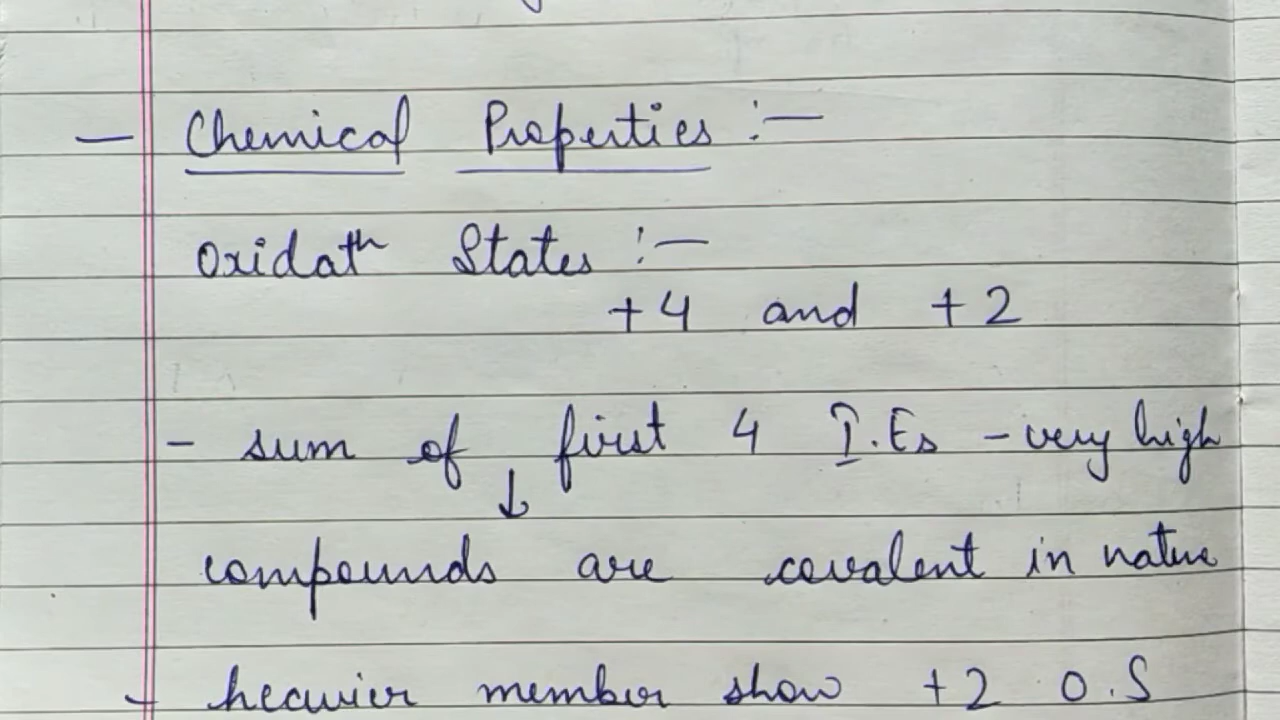 - Chemical Properties :-
Oxidatn States :-
+4 and +2
- sum of first 4 I.Es - very high
↓
compounds are covalent in nature
+ heavier member show +2 O.S